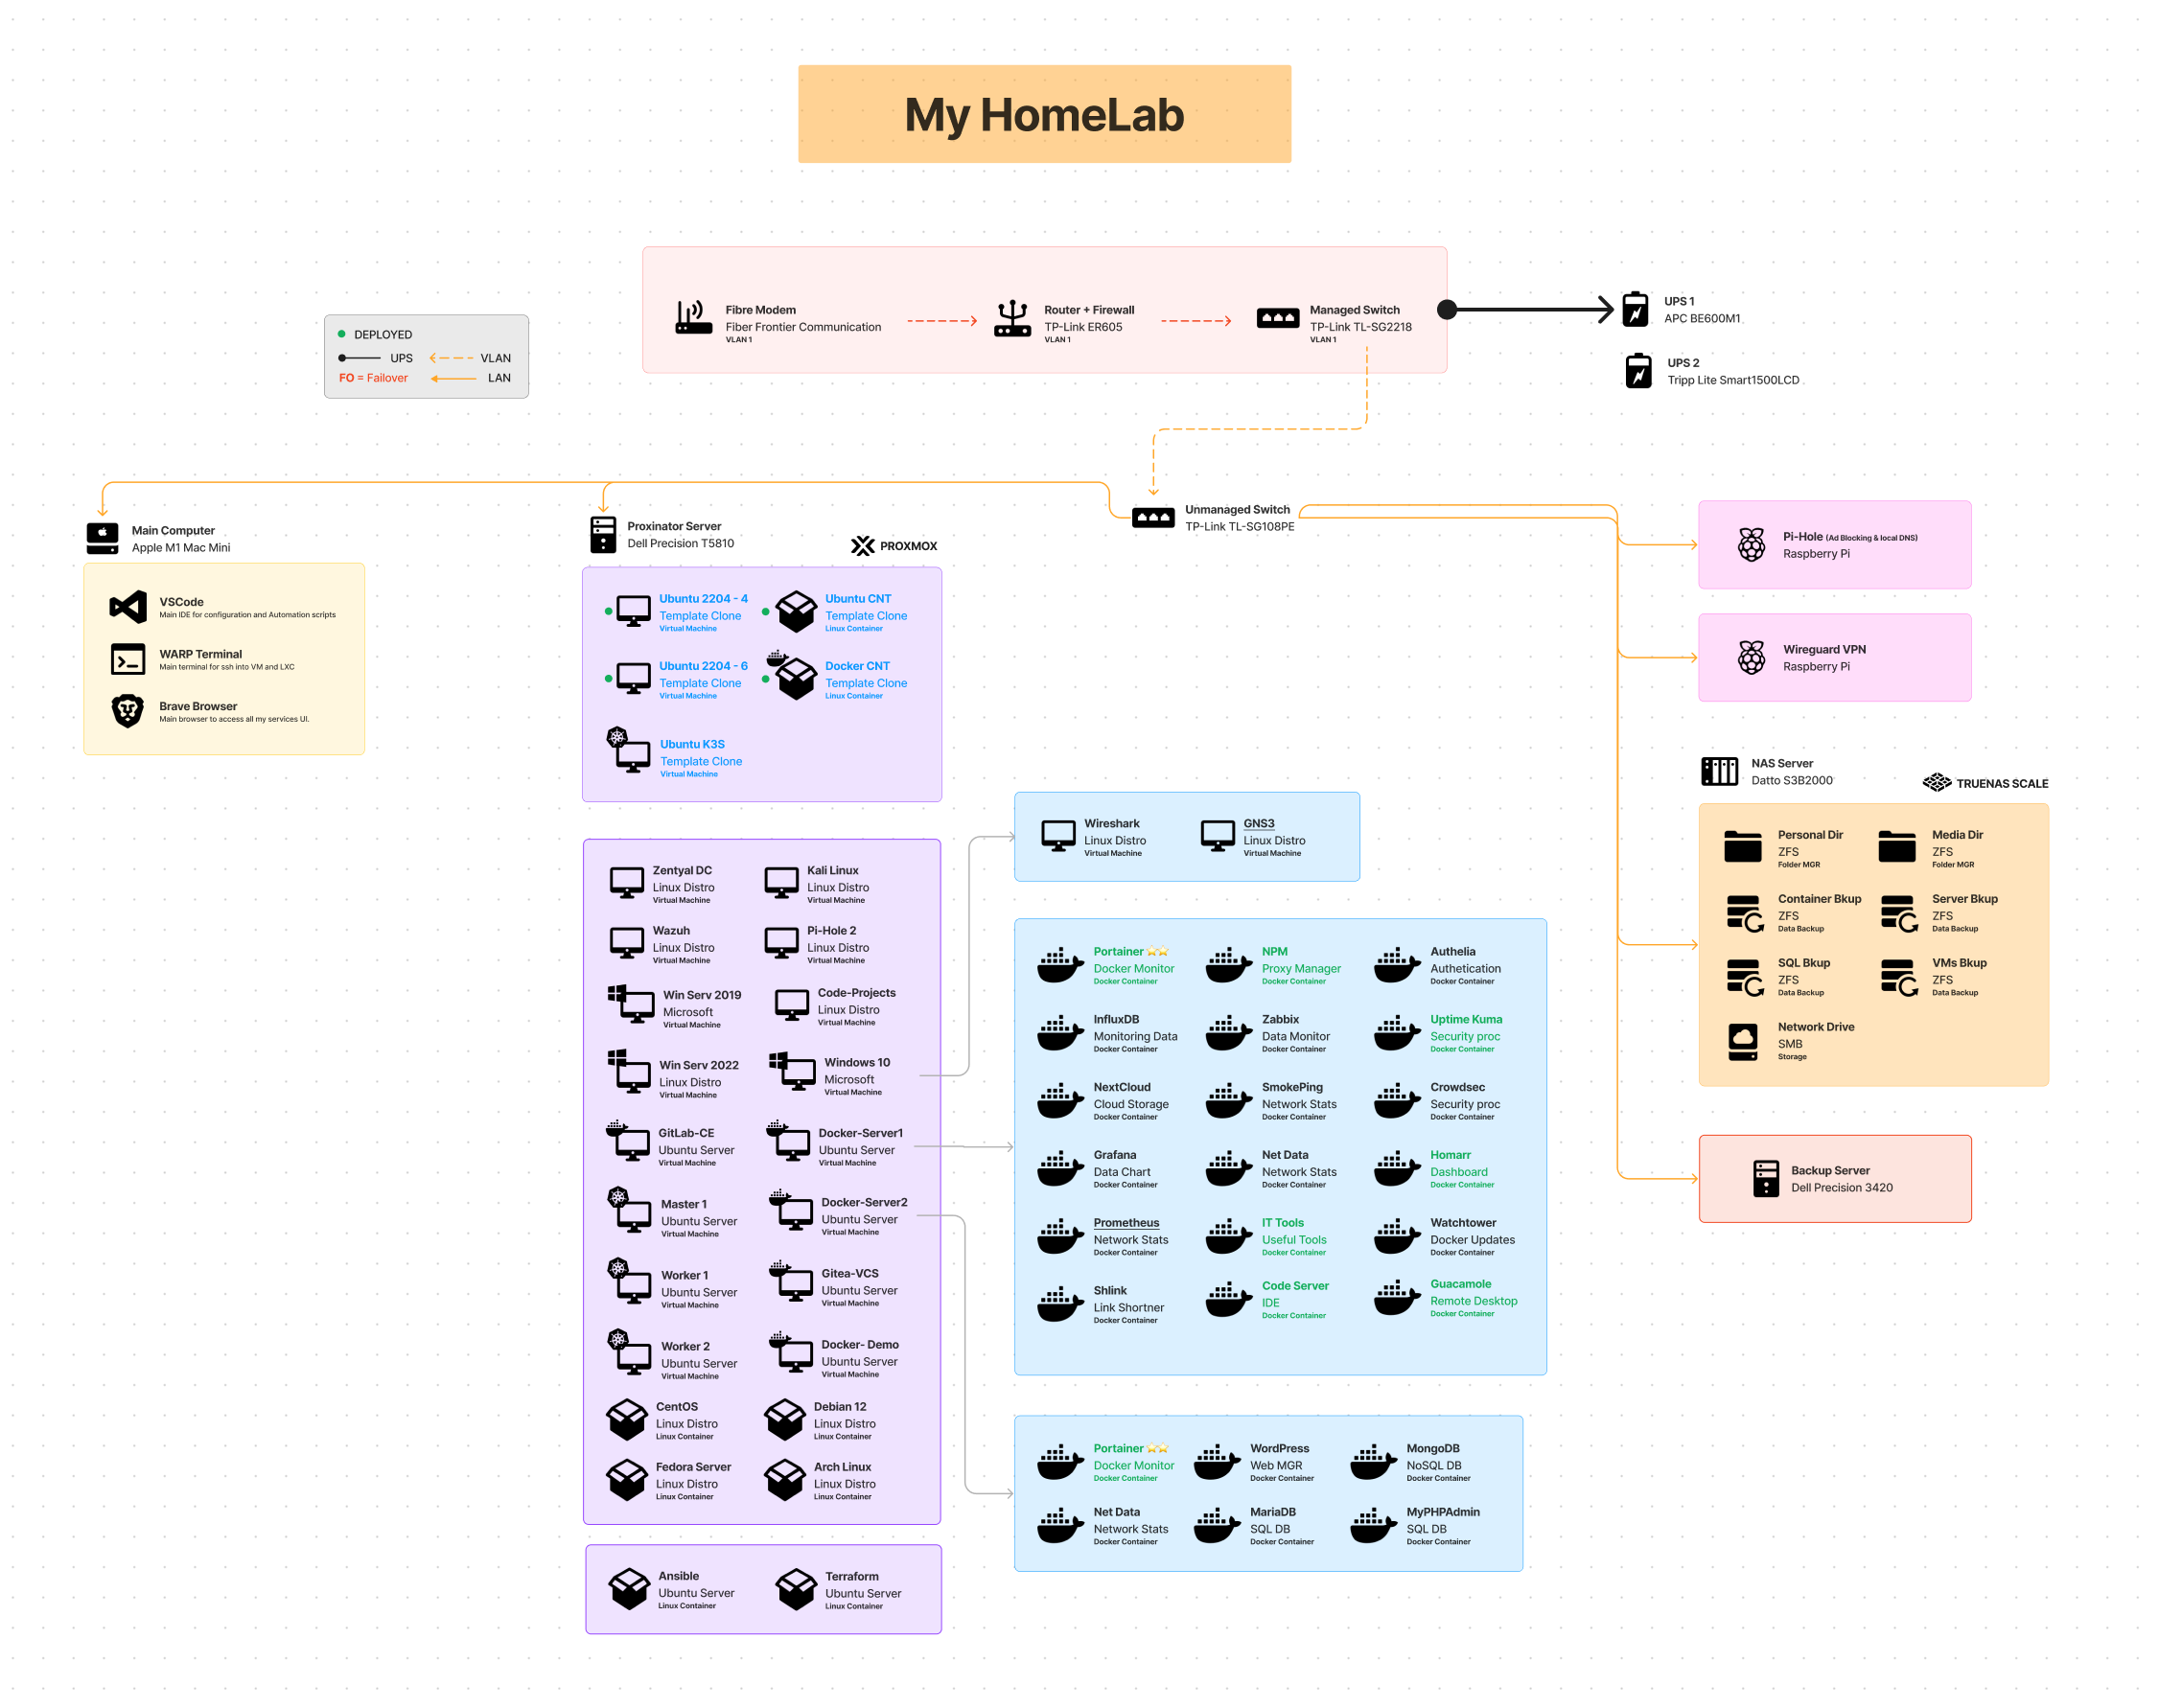 My HomeLab
DEPLOYED
UPS
VLAN
FO = Failover
LAN
Fibre Modem
Fiber Frontier Communication
VLAN 1
Router + Firewall
TP-Link ER605
VLAN 1
Managed Switch
TP-Link TL-SG2218
VLAN 1
UPS 1
APC BE600M1
UPS 2
Tripp Lite Smart1500LCD
Unmanaged Switch
TP-Link TL-SG108PE
Main Computer
Apple M1 Mac Mini
VSCode
Main IDE for configuration and Automation scripts
WARP Terminal
Main terminal for ssh into VM and LXC
Brave Browser
Main browser to access all my services UI.
Proxinator Server
Dell Precision T5810
PROXMOX
Ubuntu 2204 - 4
Template Clone
Virtual Machine
Ubuntu CNT
Template Clone
Linux Container
Ubuntu 2204 - 6
Template Clone
Virtual Machine
Docker CNT
Template Clone
Linux Container
Ubuntu K3S
Template Clone
Virtual Machine
Zentyal DC
Linux Distro
Virtual Machine
Kali Linux
Linux Distro
Virtual Machine
Wazuh
Linux Distro
Virtual Machine
Pi-Hole 2
Linux Distro
Virtual Machine
Win Serv 2019
Microsoft
Virtual Machine
Code-Projects
Linux Distro
Virtual Machine
Win Serv 2022
Linux Distro
Virtual Machine
Windows 10
Microsoft
Virtual Machine
GitLab-CE
Ubuntu Server
Virtual Machine
Docker-Server1
Ubuntu Server
Virtual Machine
Master 1
Ubuntu Server
Virtual Machine
Docker-Server2
Ubuntu Server
Virtual Machine
Worker 1
Ubuntu Server
Virtual Machine
Gitea-VCS
Ubuntu Server
Virtual Machine
Worker 2
Ubuntu Server
Virtual Machine
Docker- Demo
Ubuntu Server
Virtual Machine
CentOS
Linux Distro
Linux Container
Debian 12
Linux Distro
Linux Container
Fedora Server
Linux Distro
Linux Container
Arch Linux
Linux Distro
Linux Container
Ansible
Ubuntu Server
Linux Container
Terraform
Ubuntu Server
Linux Container
Wireshark
Linux Distro
Virtual Machine
GNS3
Linux Distro
Virtual Machine
Portainer ⭐⭐
Docker Monitor
Docker Container
NPM
Proxy Manager
Docker Container
Authelia
Authetication
Docker Container
InfluxDB
Monitoring Data
Docker Container
Zabbix
Data Monitor
Docker Container
Uptime Kuma
Security proc
Docker Container
NextCloud
Cloud Storage
Docker Container
SmokePing
Network Stats
Docker Container
Crowdsec
Security proc
Docker Container
Grafana
Data Chart
Docker Container
Net Data
Network Stats
Docker Container
Homarr
Dashboard
Docker Container
Prometheus
Network Stats
Docker Container
IT Tools
Useful Tools
Docker Container
Watchtower
Docker Updates
Docker Container
Shlink
Link Shortner
Docker Container
Code Server
IDE
Docker Container
Guacamole
Remote Desktop
Docker Container
Portainer ⭐⭐
Docker Monitor
Docker Container
WordPress
Web MGR
Docker Container
MongoDB
NoSQL DB
Docker Container
Net Data
Network Stats
Docker Container
MariaDB
SQL DB
Docker Container
MyPHPAdmin
SQL DB
Docker Container
Pi-Hole (Ad Blocking & local DNS)
Raspberry Pi
Wireguard VPN
Raspberry Pi
NAS Server
Datto S3B2000
TRUENAS SCALE
Personal Dir
ZFS
Folder MGR
Media Dir
ZFS
Folder MGR
Container Bkup
ZFS
Data Backup
Server Bkup
ZFS
Data Backup
SQL Bkup
ZFS
Data Backup
VMs Bkup
ZFS
Data Backup
Network Drive
SMB
Storage
Backup Server
Dell Precision 3420